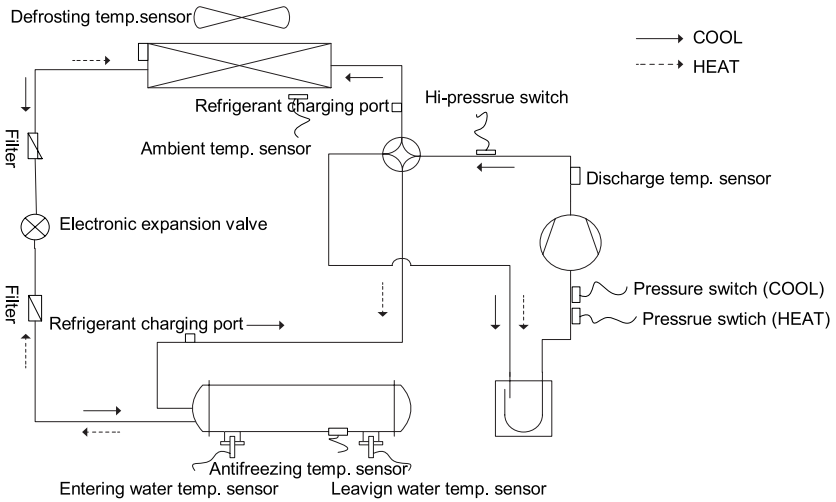 Defrosting temp.sensor
COOL
HEAT
Hi-pressrue switch
Refrigerant charging port
Ambient temp. sensor
Filter
Discharge temp. sensor
Electronic expansion valve
Pressure switch (COOL)
Filter
Refrigerant charging port
Pressrue swtich (HEAT)
Antifreezing temp. sensor
Entering water temp. sensor
Leavign water temp. sensor